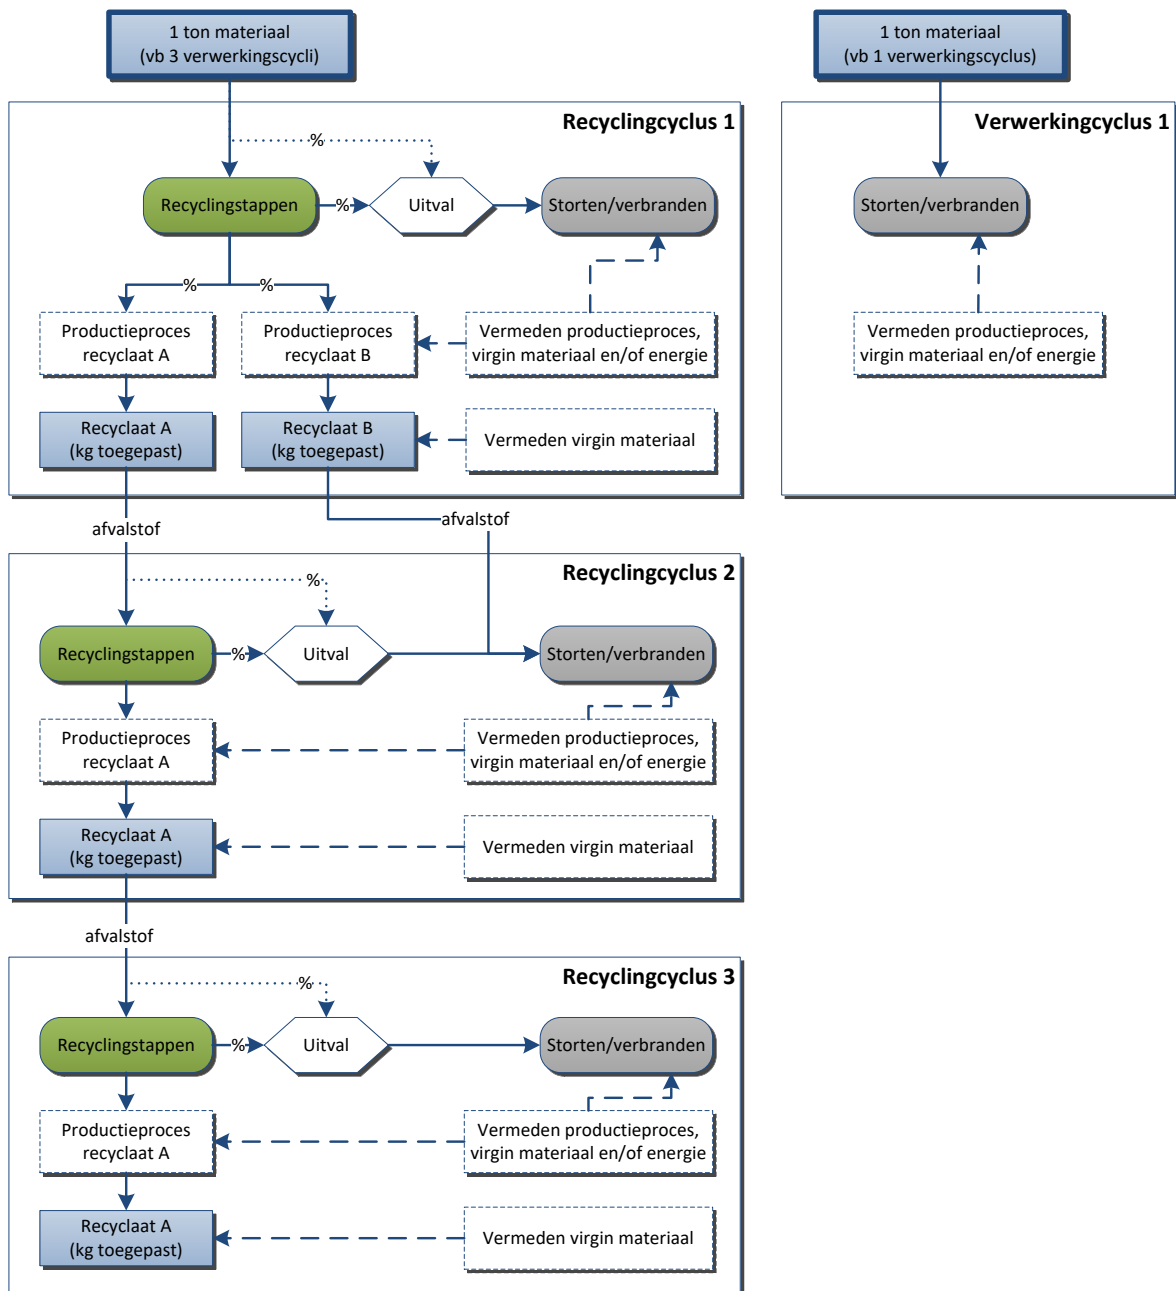 1 ton materiaal
(vb 3 verwerkingscycli)
1 ton materiaal
(vb 1 verwerkingscyclus)
Recyclingcyclus 1
%
Recyclingstappen
%
Uitval
Storten/verbranden
%
%
Productieproces
recyclaat A
Productieproces
recyclaat B
Vermeden productieproces,
virgin materiaal en/of energie
Recyclaat A
(kg toegepast)
Recyclaat B
(kg toegepast)
Vermeden virgin materiaal
Verwerkingcyclus 1
Storten/verbranden
Vermeden productieproces,
virgin materiaal en/of energie
afvalstof
afvalstof
Recyclingcyclus 2
%
Recyclingstappen
%
Uitval
Storten/verbranden
Productieproces
recyclaat A
Vermeden productieproces,
virgin materiaal en/of energie
Recyclaat A
(kg toegepast)
Vermeden virgin materiaal
afvalstof
Recyclingcyclus 3
%
Recyclingstappen
%
Uitval
Storten/verbranden
Productieproces
recyclaat A
Vermeden productieproces,
virgin materiaal en/of energie
Recyclaat A
(kg toegepast)
Vermeden virgin materiaal